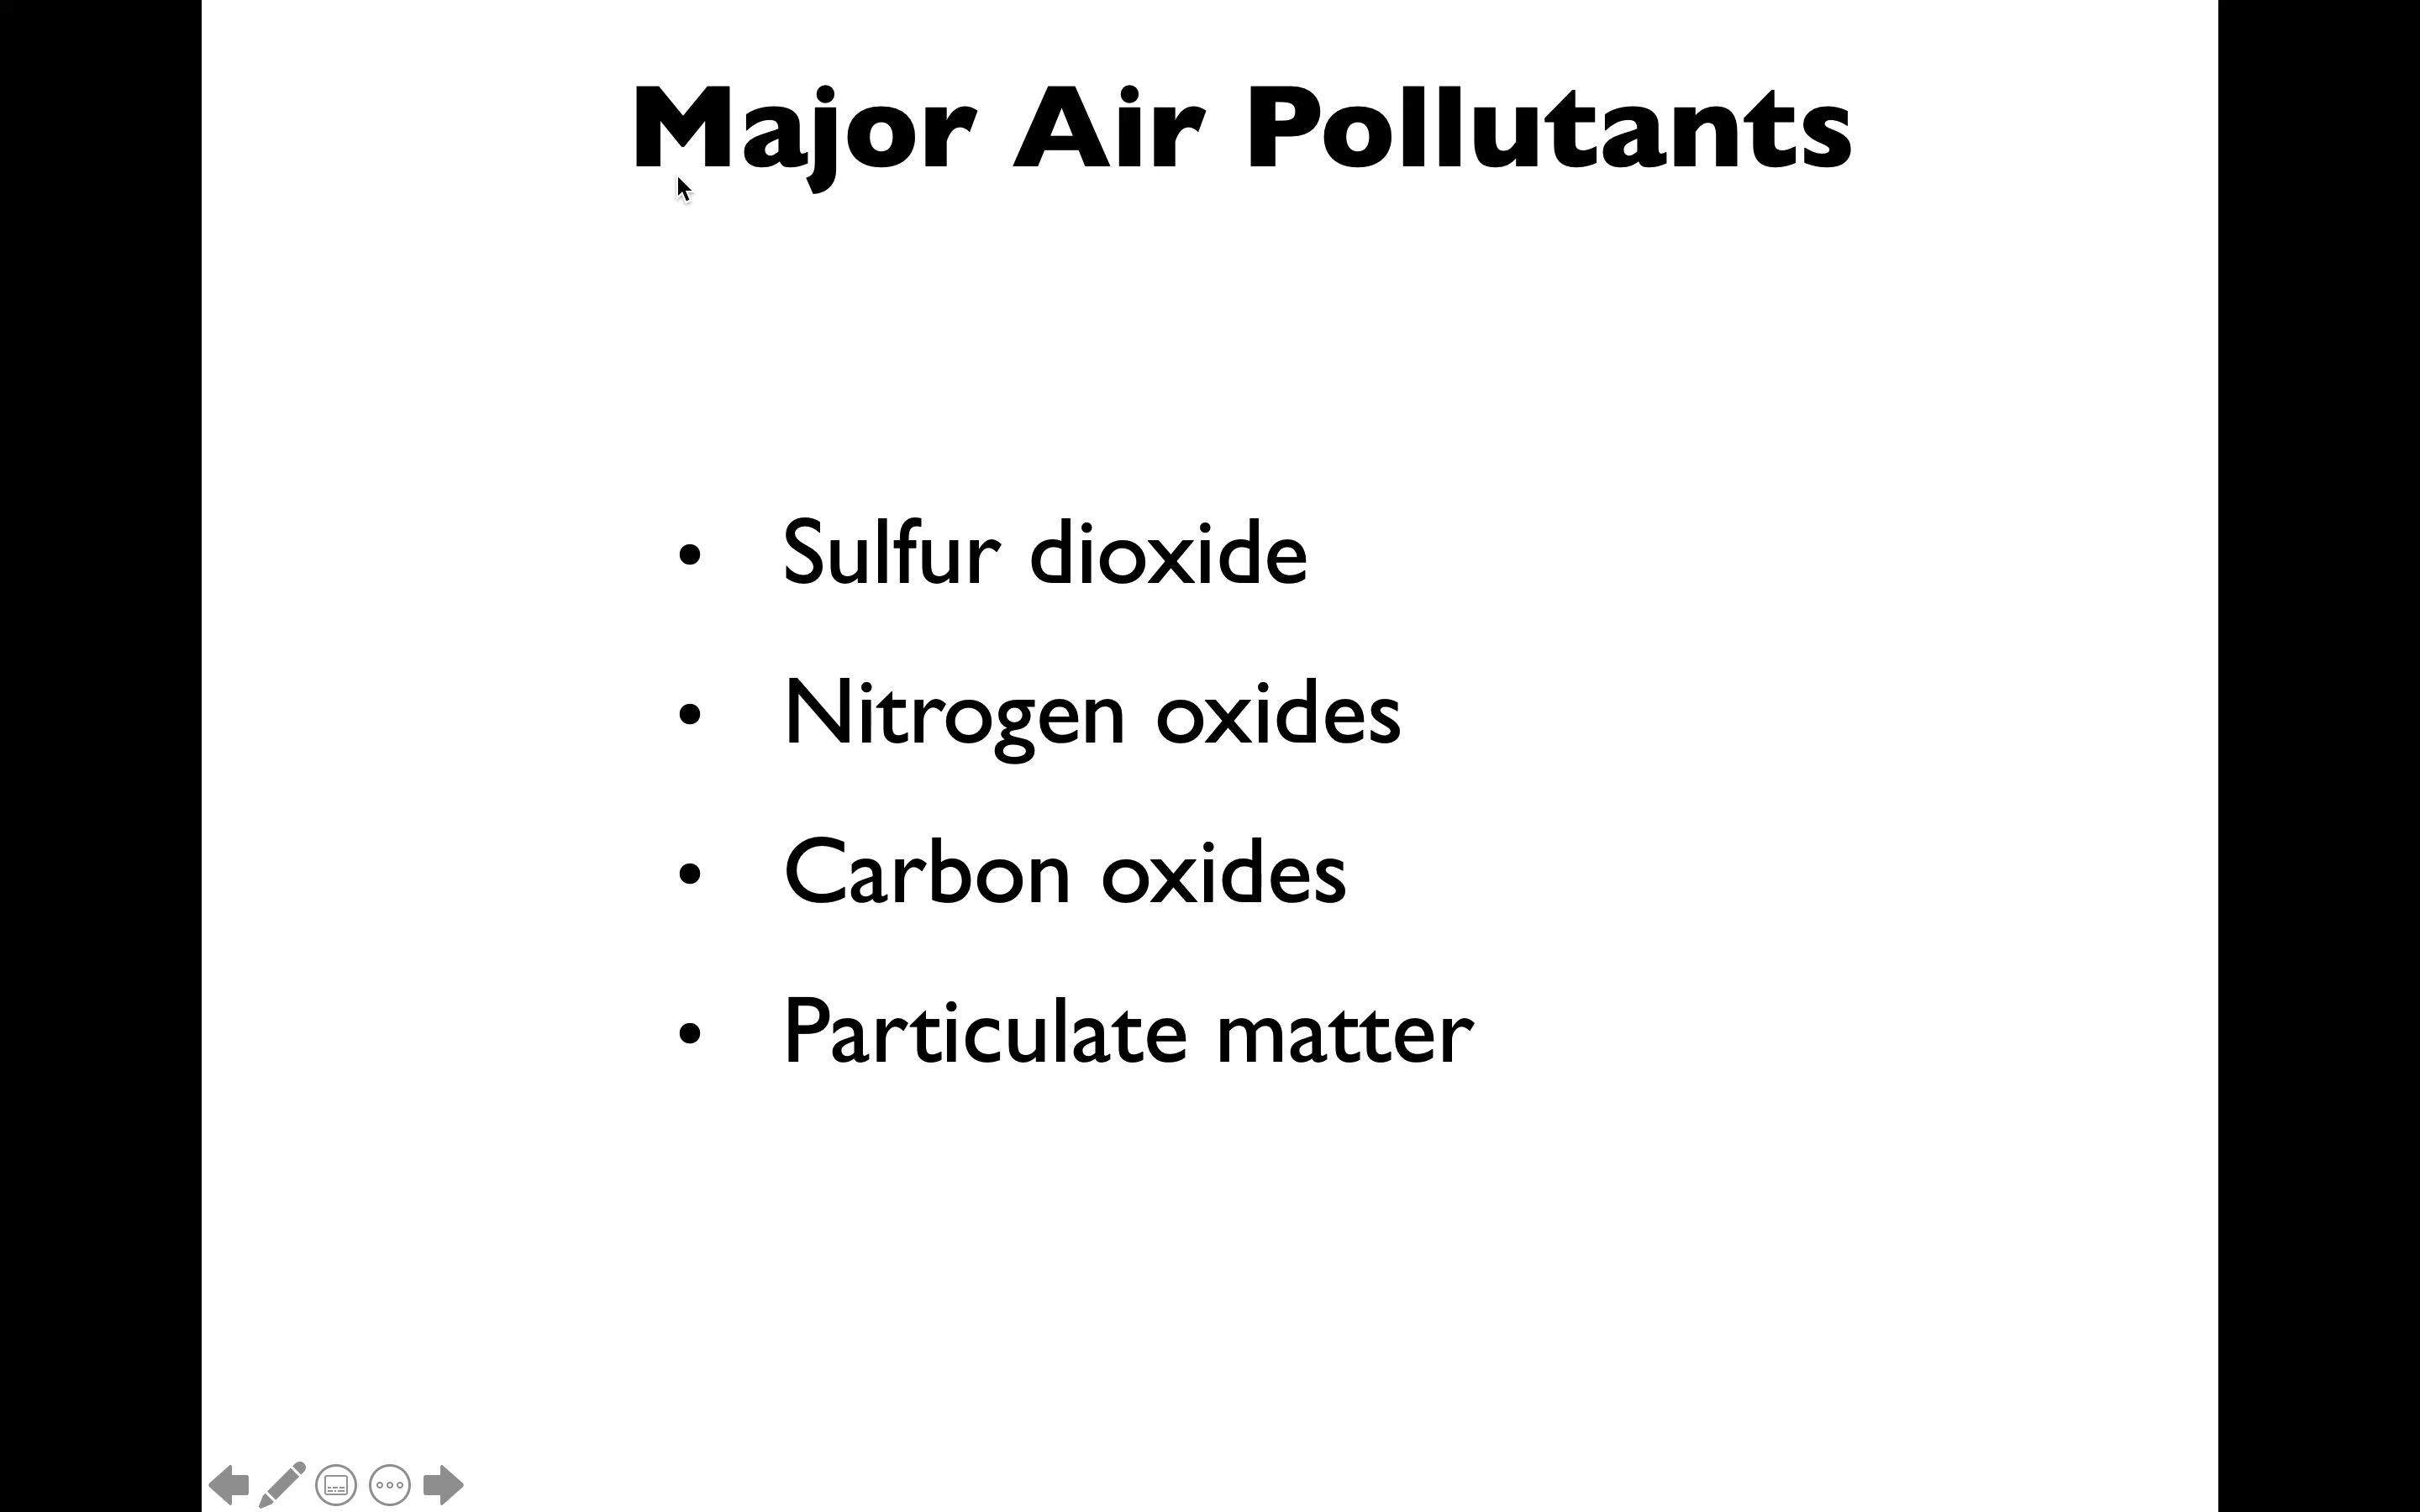 Major Air Pollutants
• Sulfur dioxide
• Nitrogen oxides
• Carbon oxides
• Particulate matter